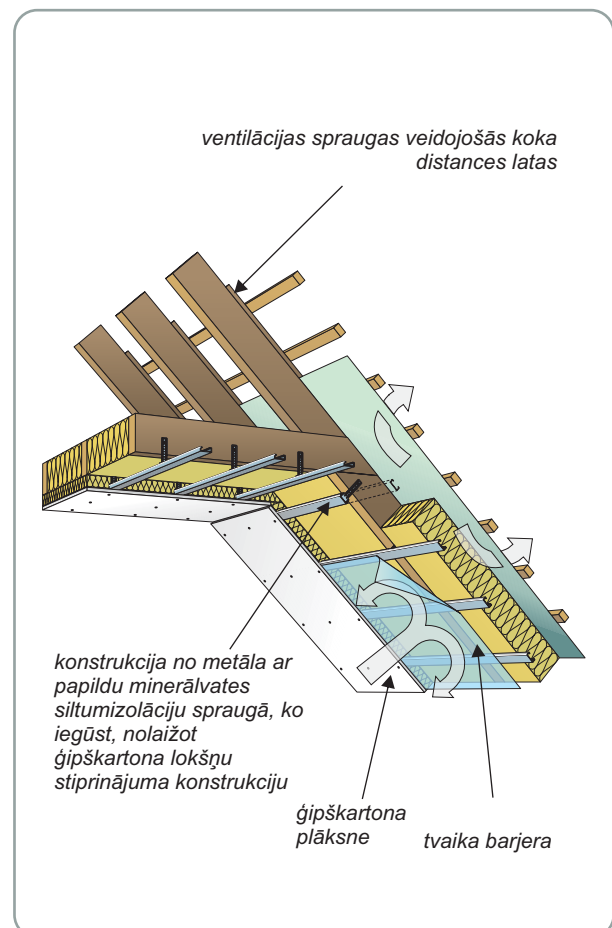 ventilācijas spraugas veidojošās koka
distances latas
konstrukcija no metāla ar
papildu minerālvates
siltumizolāciju spraugā, ko
iegūst, nolaižot
ģipškartona lokšņu
stiprinājuma konstrukciju
ģipškartona
plāksne
tvaika barjera